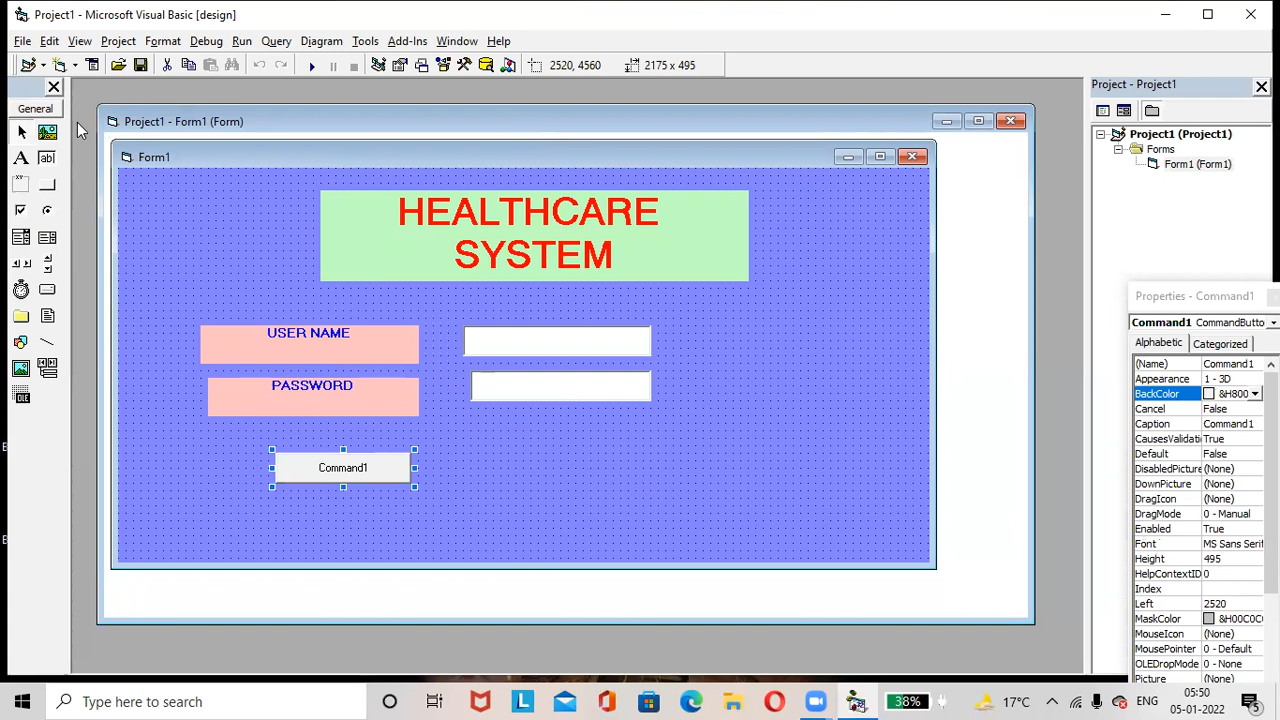 Project1 - Microsoft Visual Basic [design]
File Edit View Project Format Debug Run Query Diagram Tools Add-Ins Window Help
2520, 4560 2175 x 495
General
Project1 - Form1 (Form)
Form1
HEALTHCARE
SYSTEM
USER NAME
PASSWORD
Command1
Project - Project1
Project1 (Project1)
Forms
Form1 (Form1)
Properties - Command1
Command1 CommandButto
Alphabetic Categorized
(Name) Command1
Appearance 1 - 3D
BackColor &H800
Cancel False
Caption Command1
CausesValidati True
Default False
DisabledPicture (None)
DownPicture (None)
DragIcon (None)
DragMode 0 - Manual
Enabled True
Font MS Sans Serif
Height 495
HelpContextID 0
Index
Left 2520
MaskColor &H00C0C
MouseIcon (None)
MousePointer 0 - Default
OLEDropMode 0 - None
Picture (None)
Type here to search
38%
17°C
ENG
05:50
05-01-2022
5